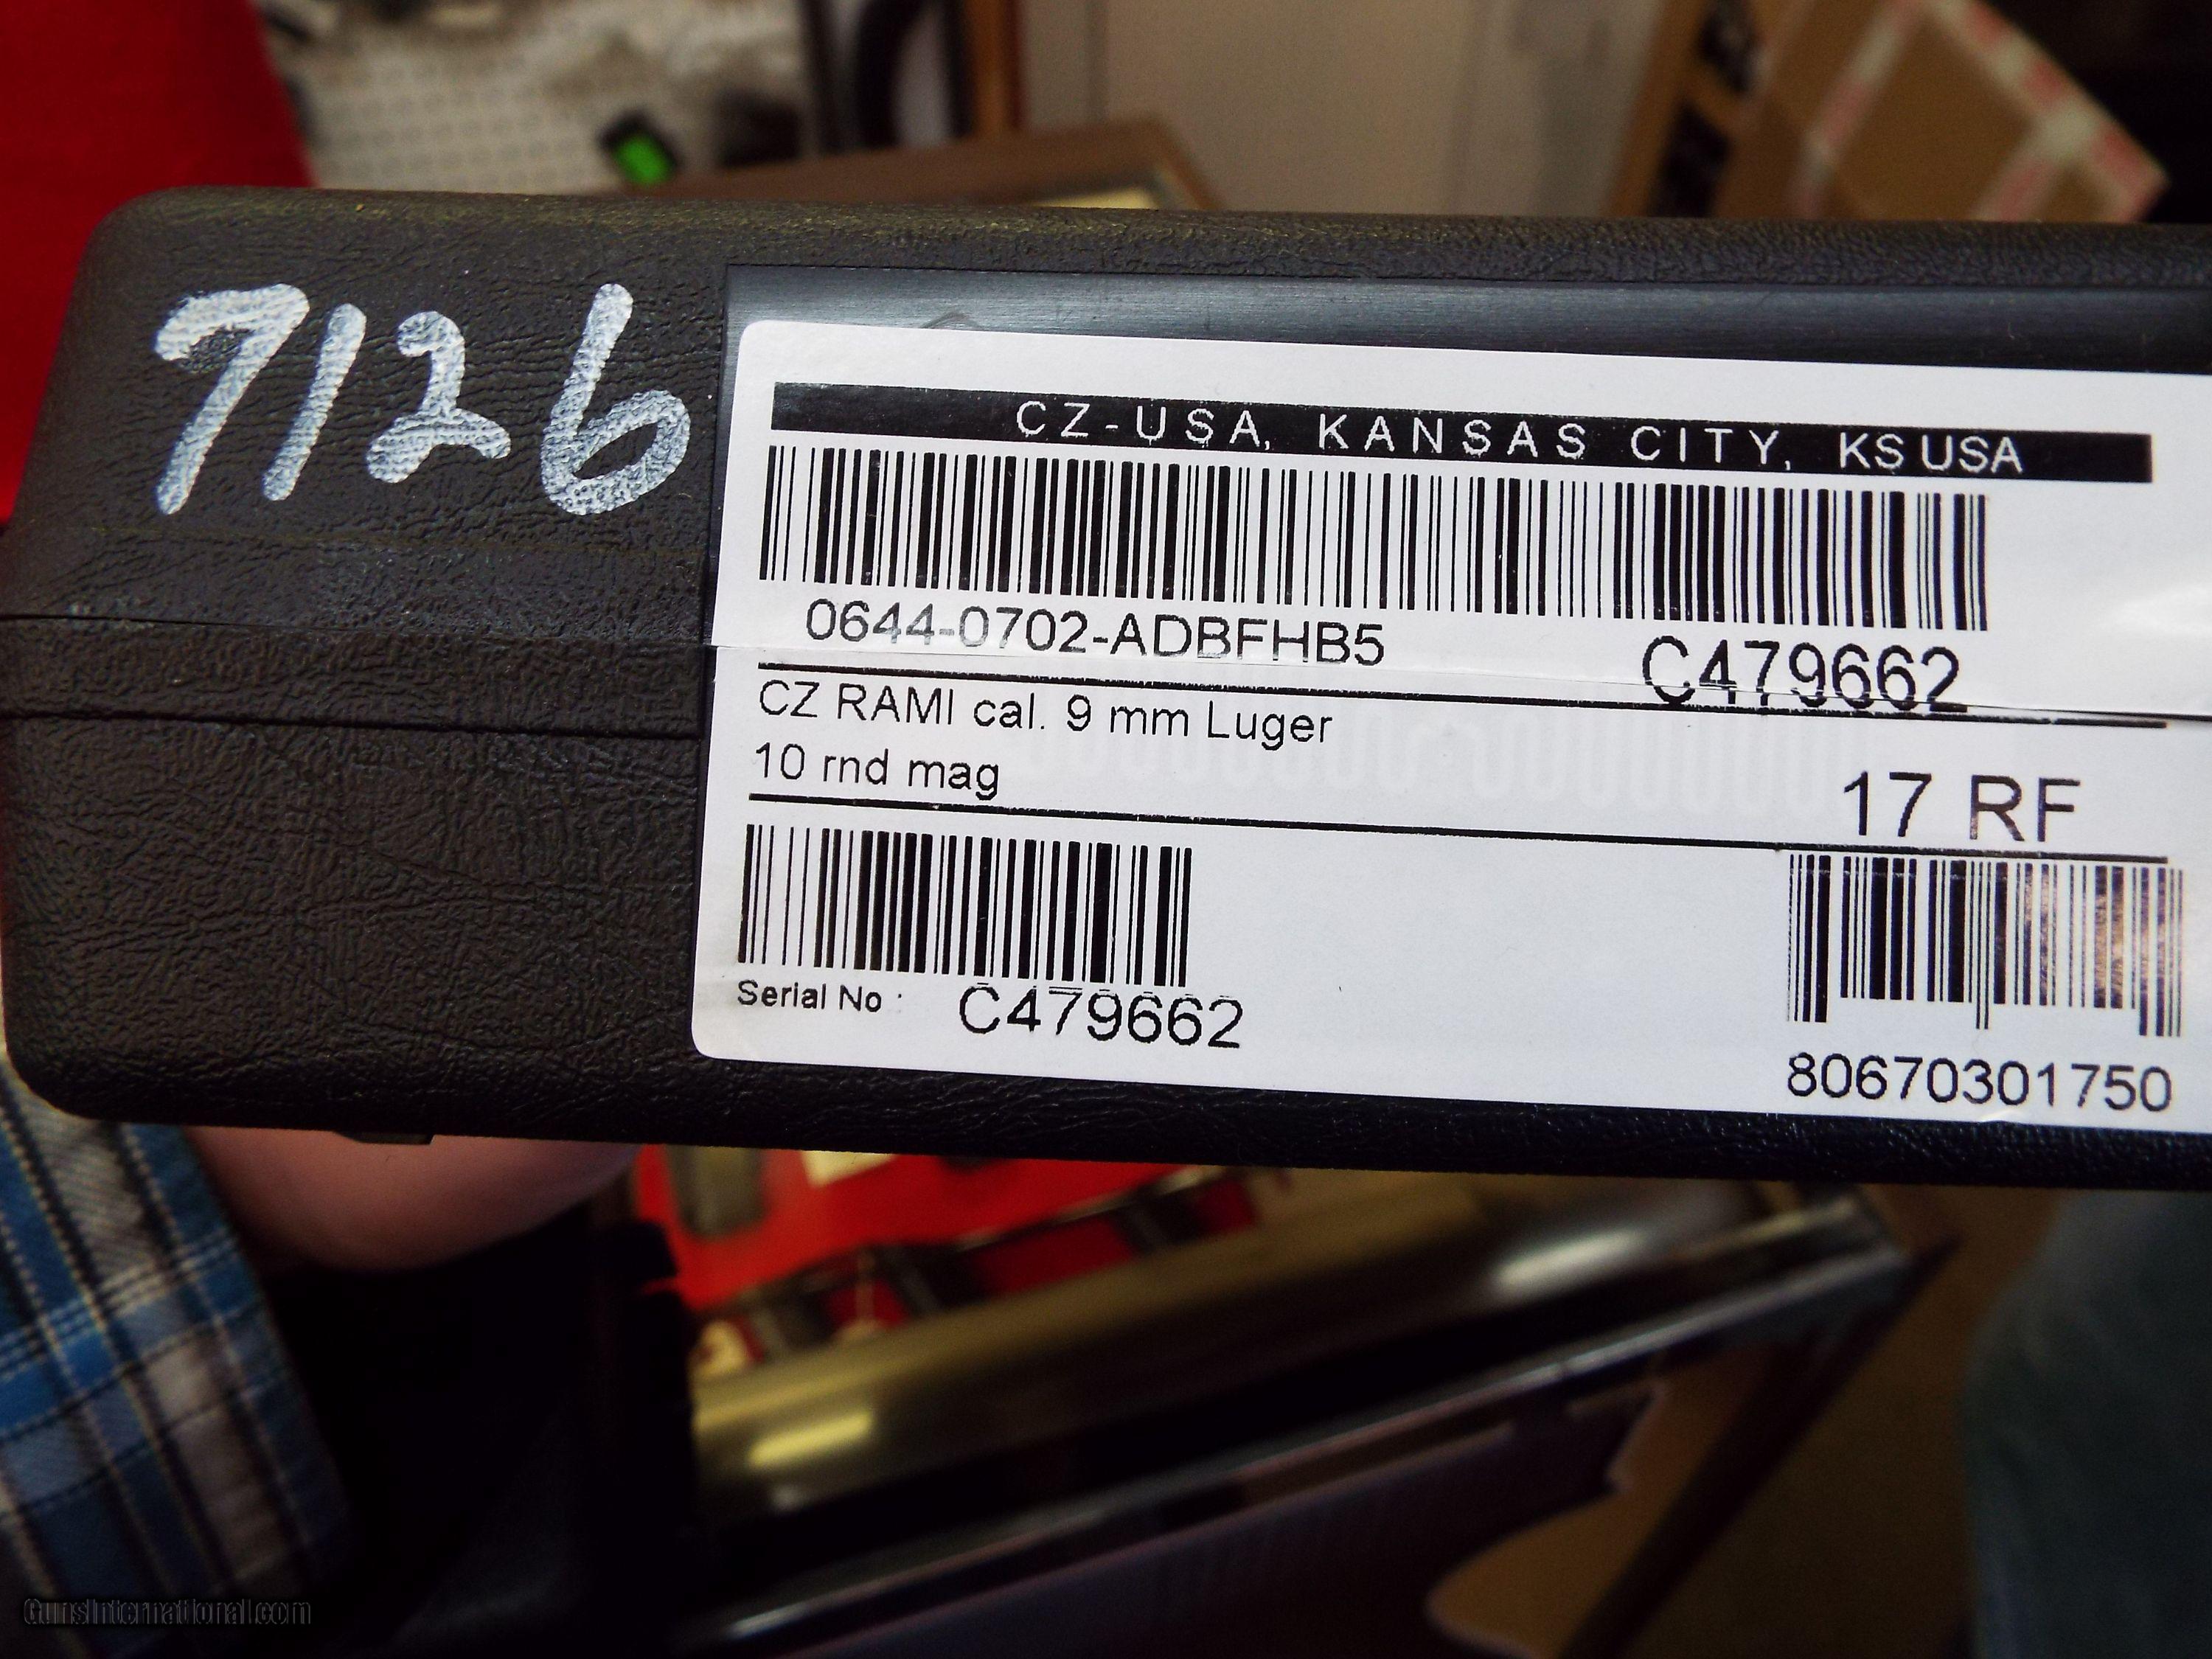 7126
CZ-USA, KANSAS CITY, KS USA
0644-0702-ADBFHB5
C479662
CZ RAMI cal. 9 mm Luger
10 rnd mag
17 RF
Serial No : C479662
80670301750
GunsInternational.com